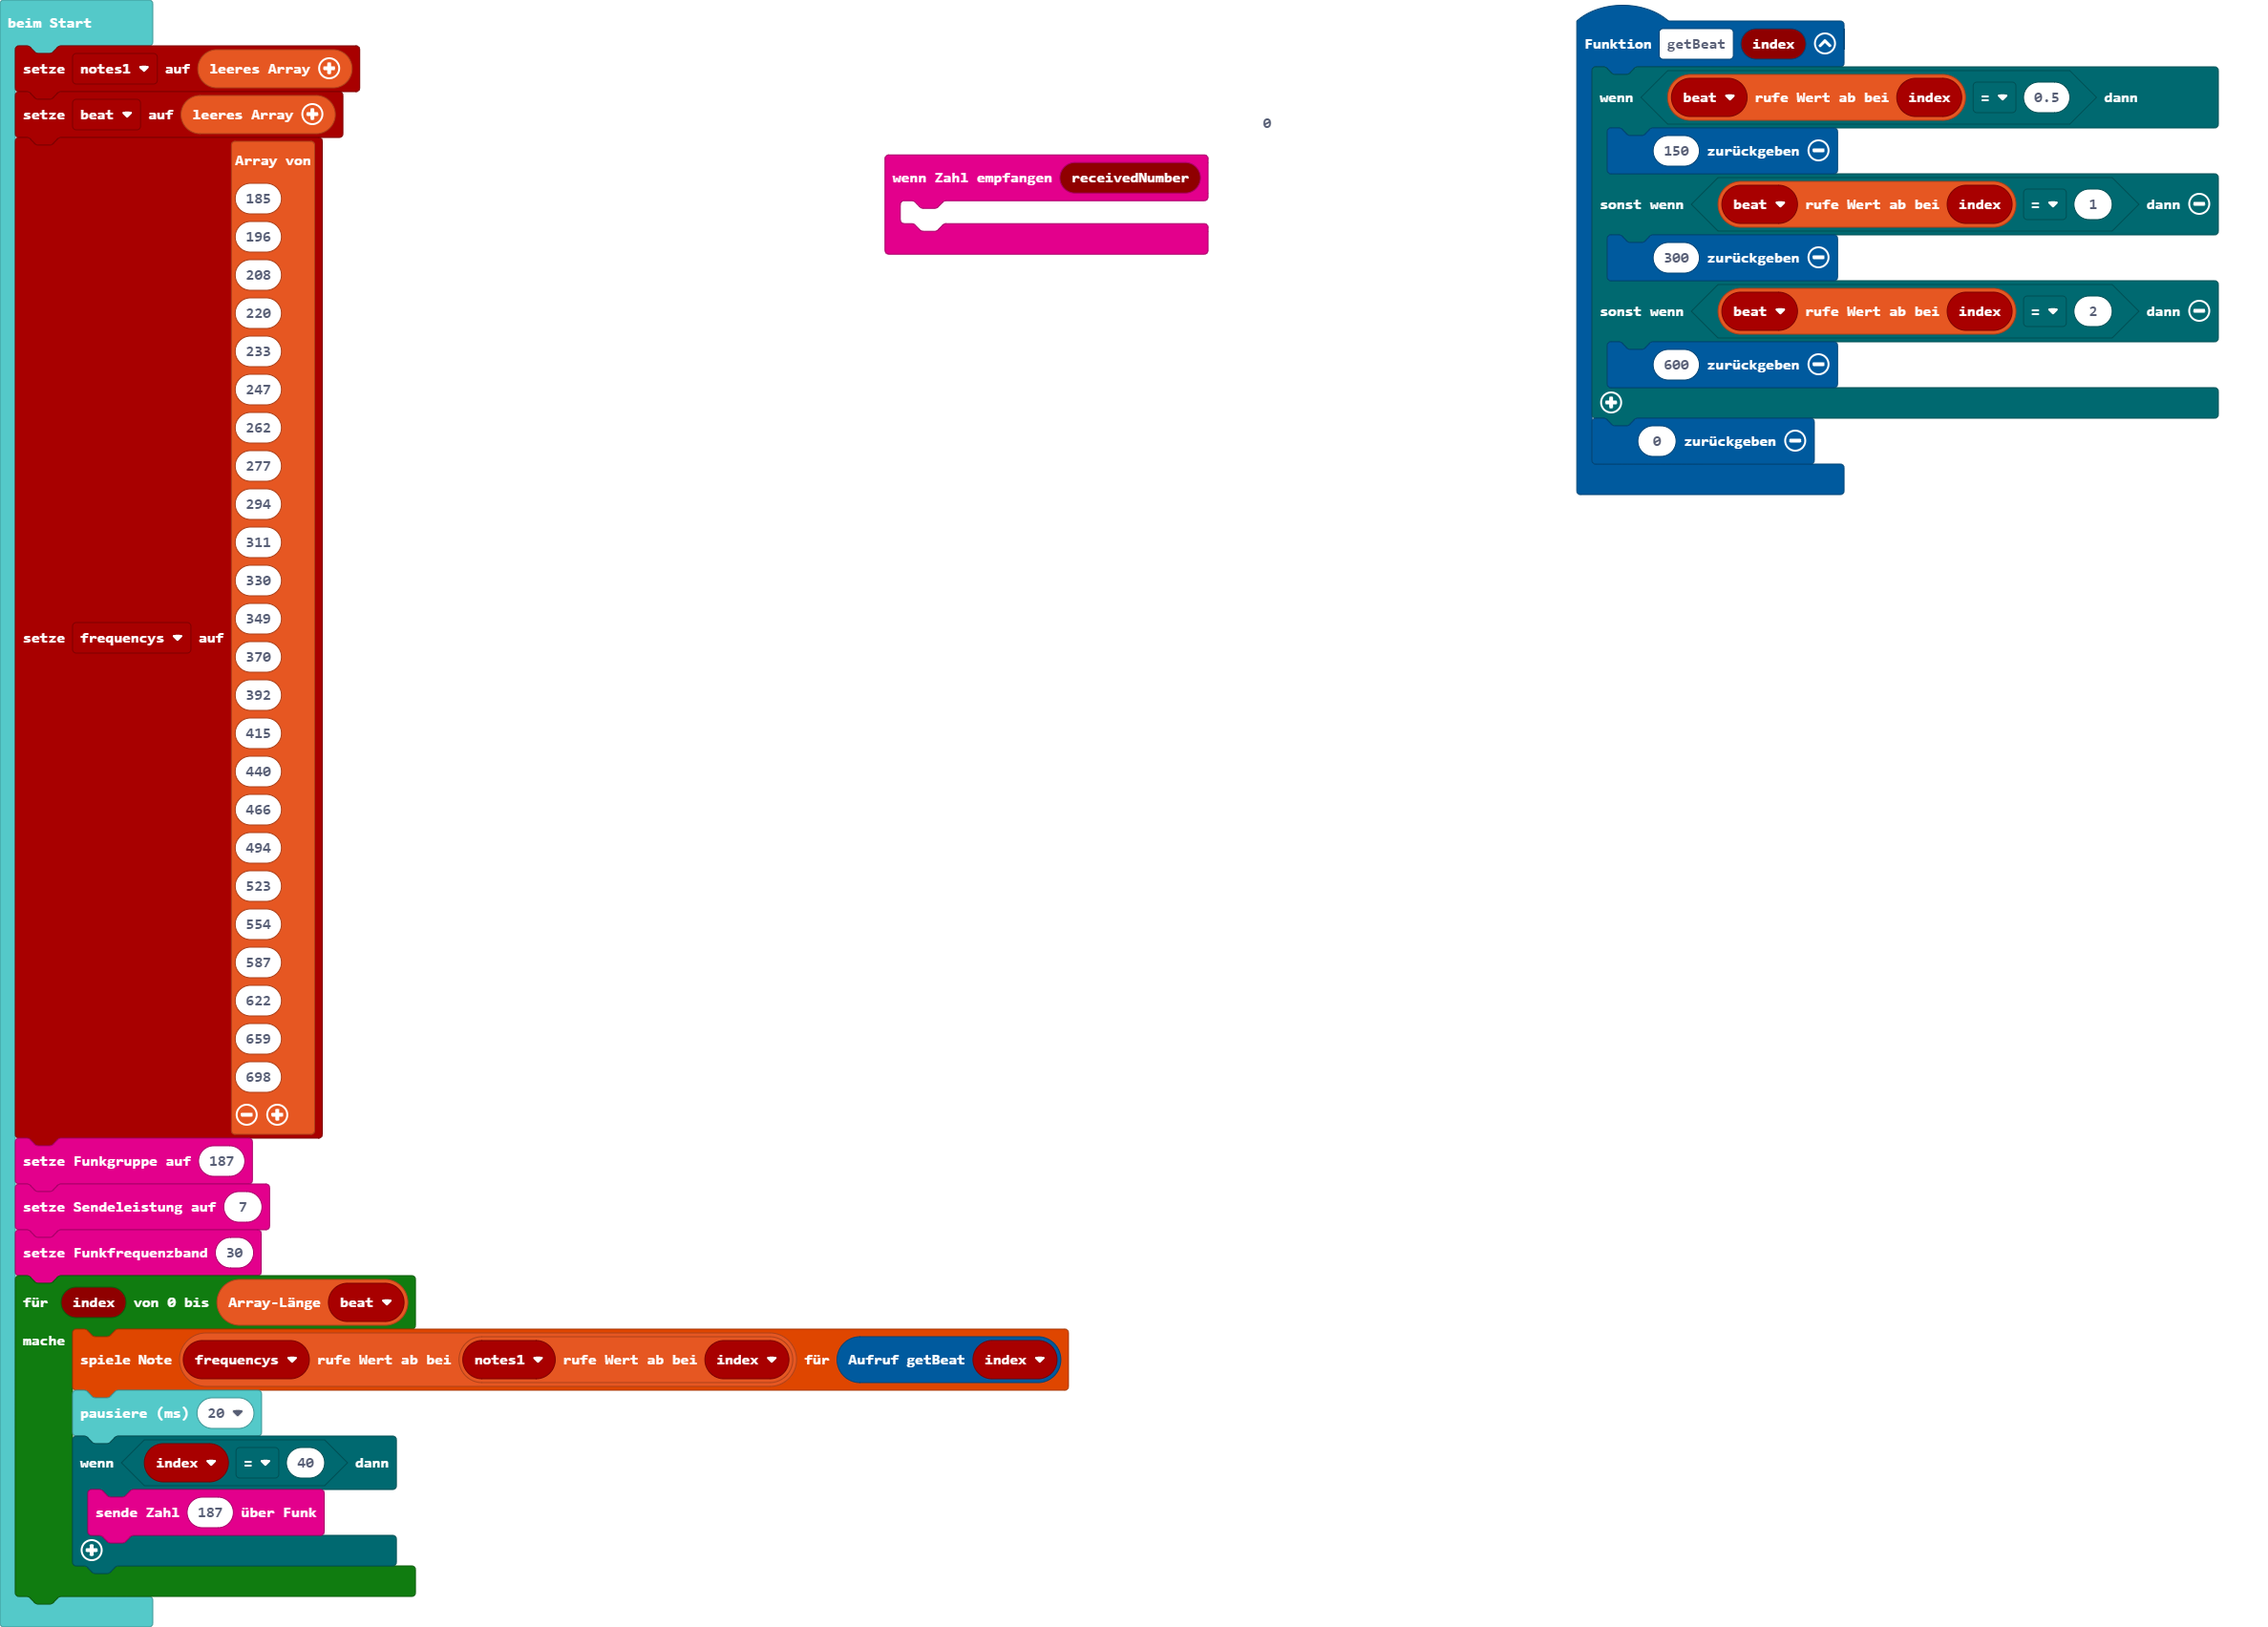 beim Start
setze notes1 auf leeres Array
setze beat auf leeres Array
setze frequencys auf
Array von
185
196
208
220
233
247
262
277
294
311
330
349
370
392
415
440
466
494
523
554
587
622
659
698
setze Funkgruppe auf 187
setze Sendeleistung auf 7
setze Funkfrequenzband 30
für index von 0 bis Array-Länge beat
mache
spiele Note frequencys rufe Wert ab bei notes1 rufe Wert ab bei index für Aufruf getBeat index
pausiere (ms) 20
wenn index = 40 dann
sende Zahl 187 über Funk
0
wenn Zahl empfangen receivedNumber
Funktion getBeat index
wenn beat rufe Wert ab bei index = 0.5 dann
150 zurückgeben
sonst wenn beat rufe Wert ab bei index = 1 dann
300 zurückgeben
sonst wenn beat rufe Wert ab bei index = 2 dann
600 zurückgeben
0 zurückgeben